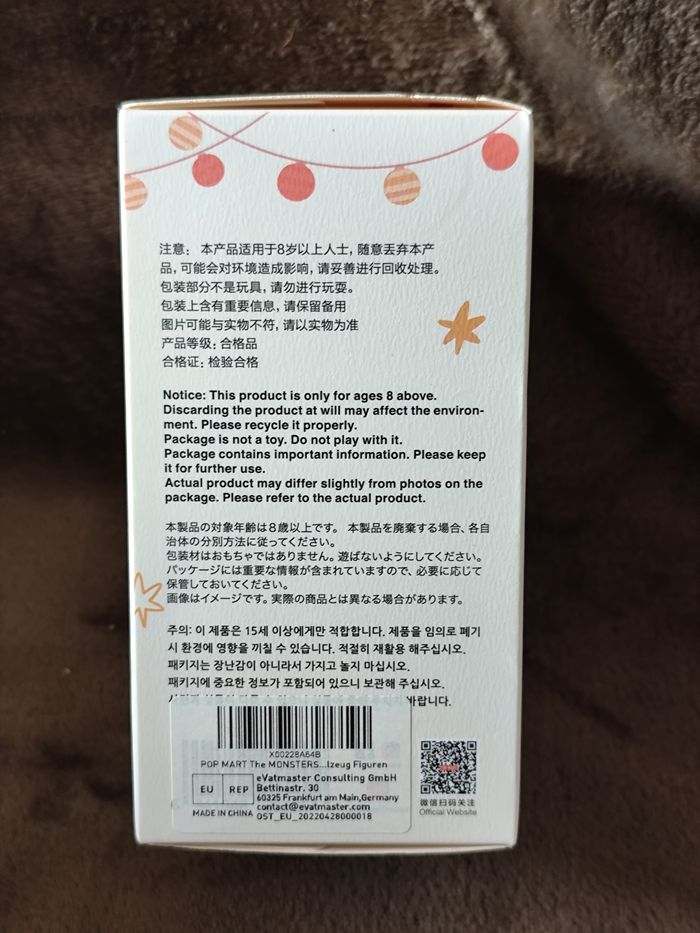 注意： 本产品适用于8岁以上人士，随意丢弃本产
品，可能会对环境造成影响，请妥善进行回收处理。
包装部分不是玩具，请勿进行玩耍。
包装上含有重要信息，请保留备用
图片可能与实物不符，请以实物为准
产品等级：合格品
合格证：检验合格
Notice: This product is only for ages 8 above.
Discarding the product at will may affect the environ-
ment. Please recycle it properly.
Package is not a toy. Do not play with it.
Package contains important information. Please keep
it for further use.
Actual product may differ slightly from photos on the
package. Please refer to the actual product.
本製品の対象年齢は８歳以上です。 本製品を廃棄する場合、各自
治体の分別方法に従ってください。
包装材はおもちゃではありません。遊ばないようにしてください。
パッケージには重要な情報が含まれていますので、必要に応じて
保管しておいてください。
画像はイメージです。実際の商品とは異なる場合があります。
주의: 이 제품은 15세 이상에게만 적합합니다. 제품을 임의로 폐기
시 환경에 영향을 끼칠 수 있습니다. 적절히 재활용 해주십시오.
패키지는 장난감이 아니라서 가지고 놀지 마십시오.
패키지에 중요한 정보가 포함되어 있으니 보관해 주십시오.
바랍니다.
X00228A64B
POP MART The MONSTERS...lzeug Figuren
EU REP
eVatmaster Consulting GmbH
Bettinastr. 30
60325 Frankfurt am Main,Germany
contact@evatmaster.com
MADE IN CHINA OST_EU_20220428000018
微信扫码关注
Official Website